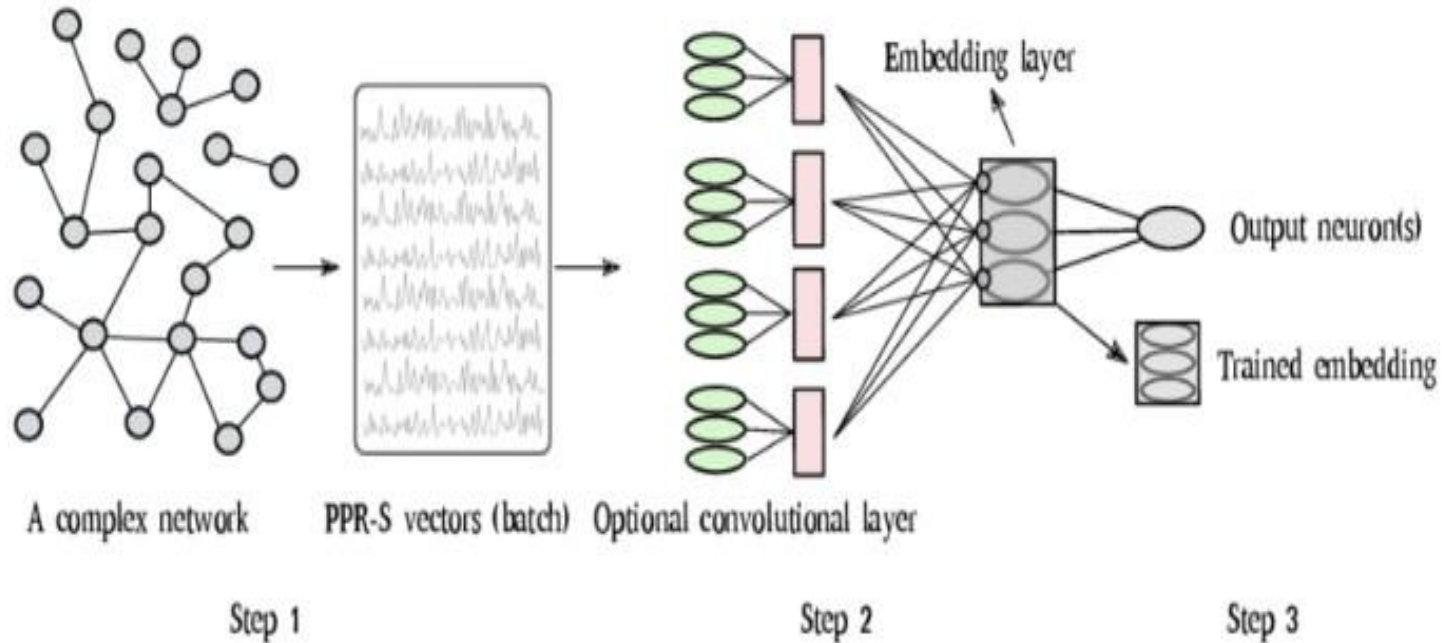 Embedding layer
Output neuron(s)
Trained embedding
A complex network
PPR-S vectors (batch)
Optional convolutional layer
Step 1
Step 2
Step 3